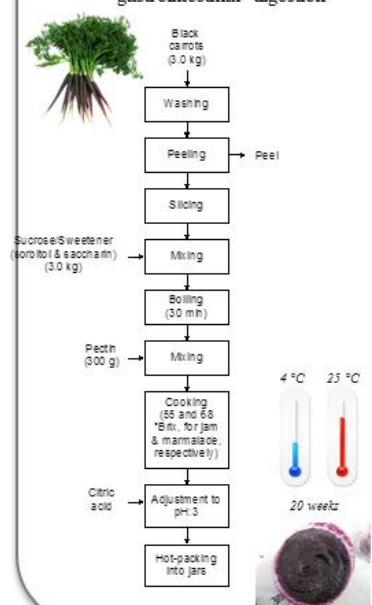 gastrointestinal digestion
Black
carrots
(3.0 kg)
Washing
Peeling
Peel
Slicing
Sucrose/Sweetener
(sorbitol & saccharin)
(3.0 kg)
Mixing
Boiling
(30 min)
Pectin
(300 g)
Mixing
Cooking
(55 and 68
°Brix, for jam
& marmalade,
respectively)
Citric
acid
Adjustment to
pH:3
Hot-packing
into jars
4 °C
25 °C
20 weeks